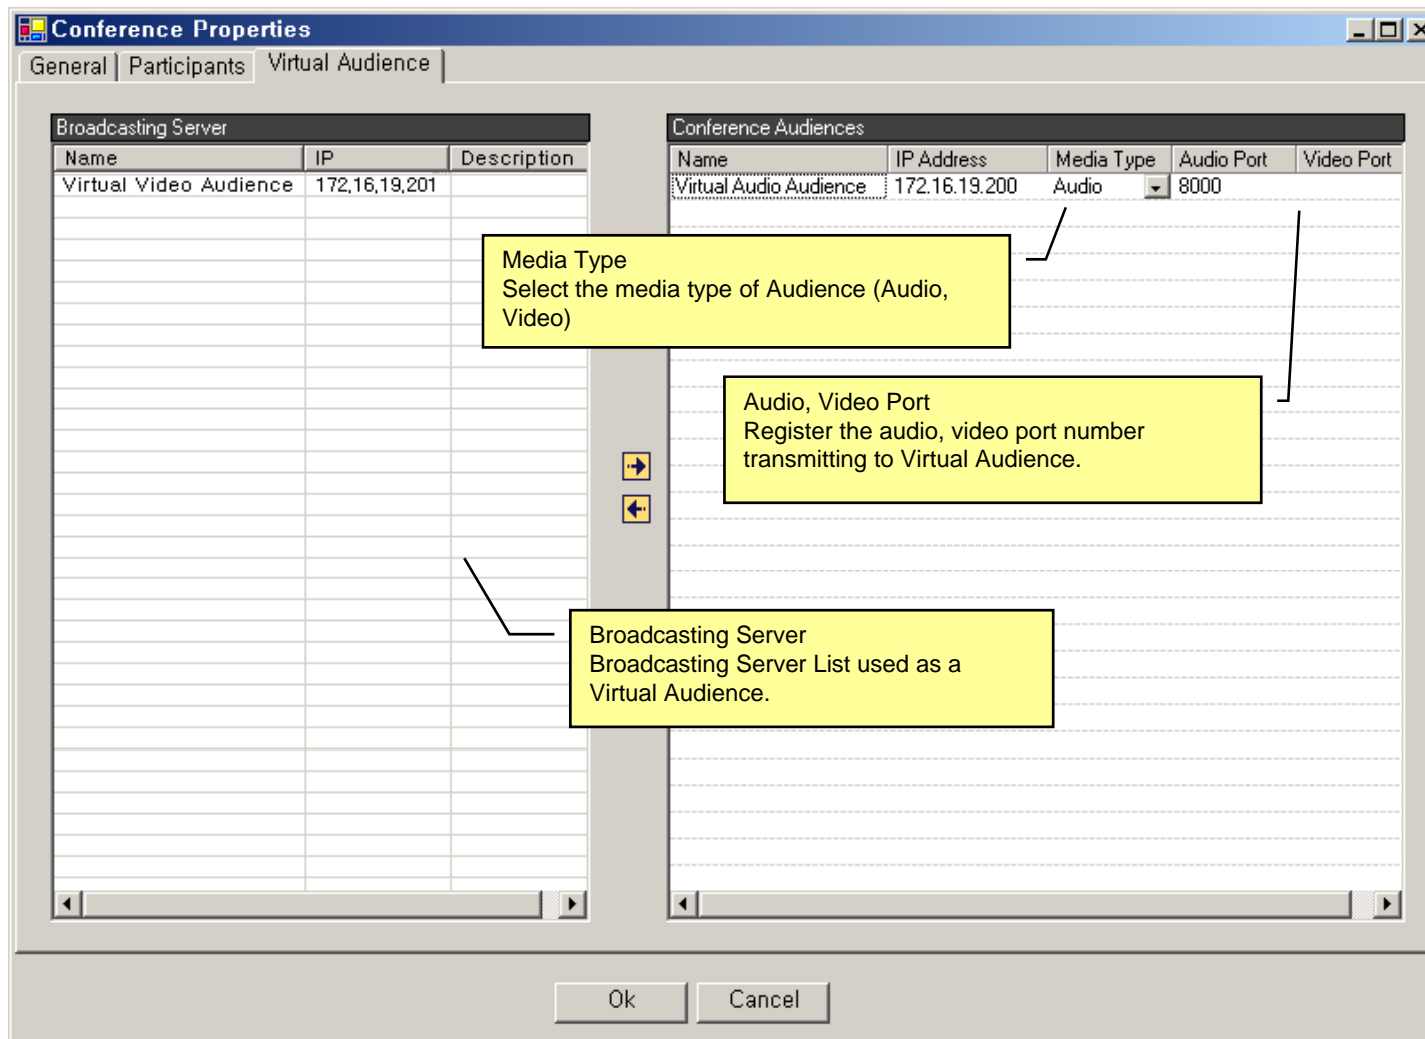 Conference Properties
General Participants Virtual Audience
Broadcasting Server
Name IP Description
Virtual Video Audience 172,16,19,201
Conference Audiences
Name IP Address Media Type Audio Port Video Port
Virtual Audio Audience 172.16.19.200 Audio 8000
Media Type
Select the media type of Audience (Audio,
Video)
Audio, Video Port
Register the audio, video port number
transmitting to Virtual Audience.
Broadcasting Server
Broadcasting Server List used as a
Virtual Audience.
Ok Cancel